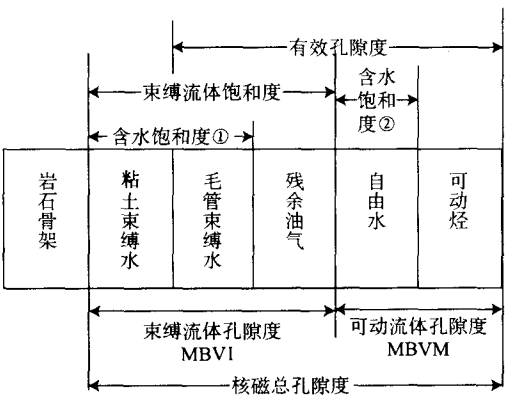 有效孔隙度
束缚流体饱和度
含水
饱和
度②
含水饱和度①
岩石骨架
粘土束缚水
毛管束缚水
残余油气
自由水
可动烃
束缚流体孔隙度
MBVI
可动流体孔隙度
MBVM
核磁总孔隙度